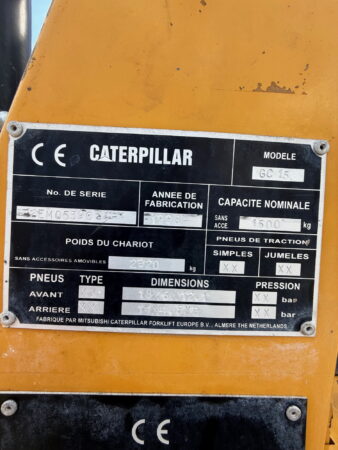 CE CATERPILLAR
MODELE
GC 15
No. DE SERIE
ANNEE DE
FABRICATION
CAPACITE NOMINALE
SANS
ACCE
1500 kg
PNEUS DE TRACTION
POIDS DU CHARIOT
SANS ACCESSOIRES AMOVIBLES
kg
SIMPLES
JUMELES
XX
XX
PNEUS TYPE DIMENSIONS PRESSION
AVANT
XX bar
ARRIERE
XX bar
FABRIQUE PAR MITSUBISHI CATERPILLAR FORKLIFT EUROPE B.V., ALMERE THE NETHERLANDS.
CE